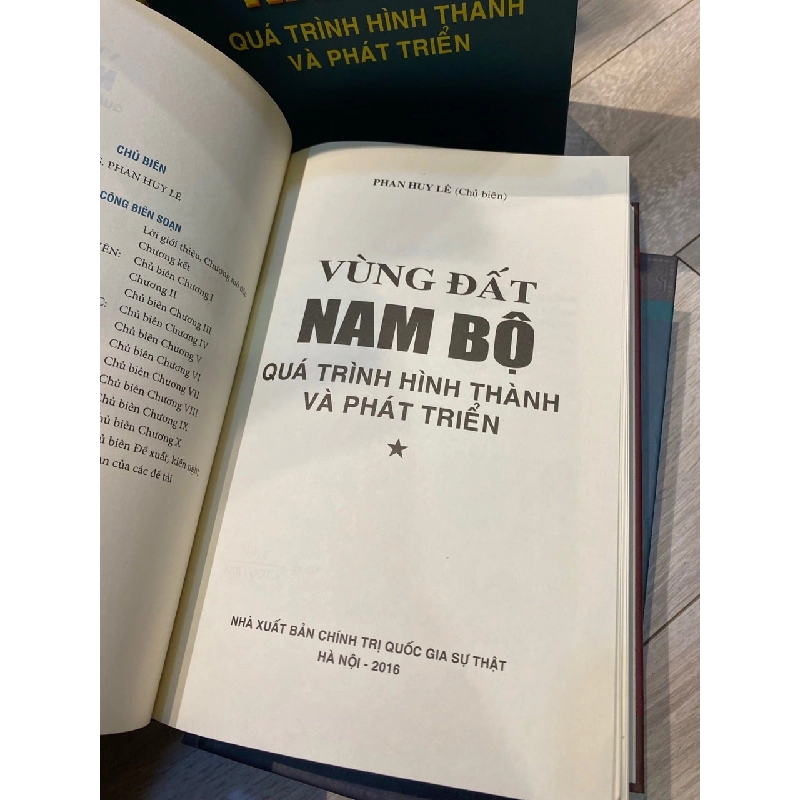 QUÁ TRÌNH HÌNH THÀNH
VÀ PHÁT TRIỂN
CHỦ BIÊN
PHAN HUY LÊ
CÔNG BIÊN SOẠN
Lời giới thiệu, Chương
Chương kết
Chủ biên Chương I
Chương II
Chủ biên Chương III
Chủ biên Chương IV
Chủ biên Chương V
Chủ biên Chương VI
Chủ biên Chương VII
Chủ biên Chương VIII
Chủ biên Chương IX
Chủ biên Chương X
biên Đề xuất, kiến nghị
của các đề tài
PHAN HUY LÊ (Chủ biên)
VÙNG ĐẤT
NAM BỘ
QUÁ TRÌNH HÌNH THÀNH
VÀ PHÁT TRIỂN
NHÀ XUẤT BẢN CHÍNH TRỊ QUỐC GIA SỰ THẬT
HÀ NỘI - 2016